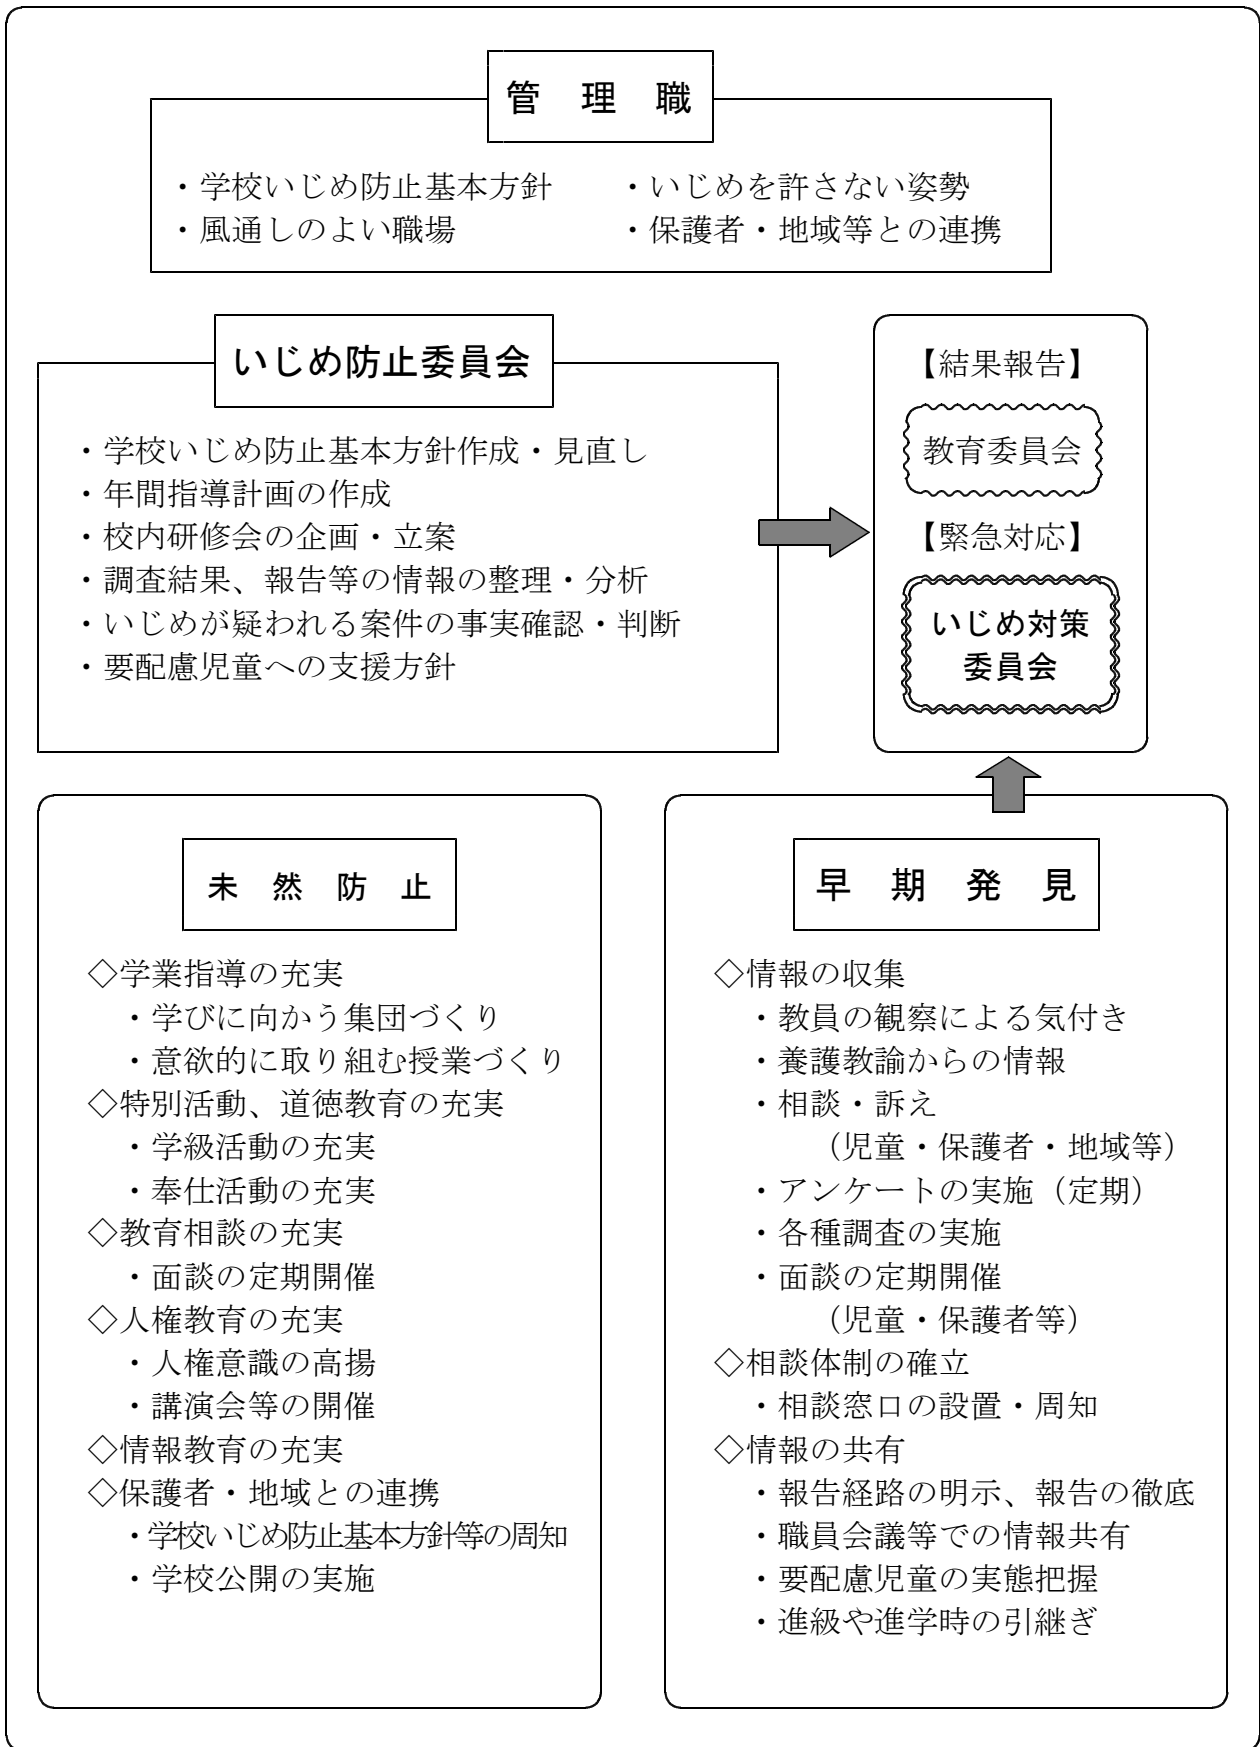 管 理 職
・学校いじめ防止基本方針 ・いじめを許さない姿勢
・風通しのよい職場 ・保護者・地域等との連携
いじめ防止委員会
・学校いじめ防止基本方針作成・見直し
・年間指導計画の作成
・校内研修会の企画・立案
・調査結果、報告等の情報の整理・分析
・いじめが疑われる案件の事実確認・判断
・要配慮児童への支援方針
【結果報告】
教育委員会
【緊急対応】
いじめ対策
委員会
未 然 防 止
◇学業指導の充実
・学びに向かう集団づくり
・意欲的に取り組む授業づくり
◇特別活動、道徳教育の充実
・学級活動の充実
・奉仕活動の充実
◇教育相談の充実
・面談の定期開催
◇人権教育の充実
・人権意識の高揚
・講演会等の開催
◇情報教育の充実
◇保護者・地域との連携
・学校いじめ防止基本方針等の周知
・学校公開の実施
早 期 発 見
◇情報の収集
・教員の観察による気付き
・養護教諭からの情報
・相談・訴え
（児童・保護者・地域等）
・アンケートの実施（定期）
・各種調査の実施
・面談の定期開催
（児童・保護者等）
◇相談体制の確立
・相談窓口の設置・周知
◇情報の共有
・報告経路の明示、報告の徹底
・職員会議等での情報共有
・要配慮児童の実態把握
・進級や進学時の引継ぎ